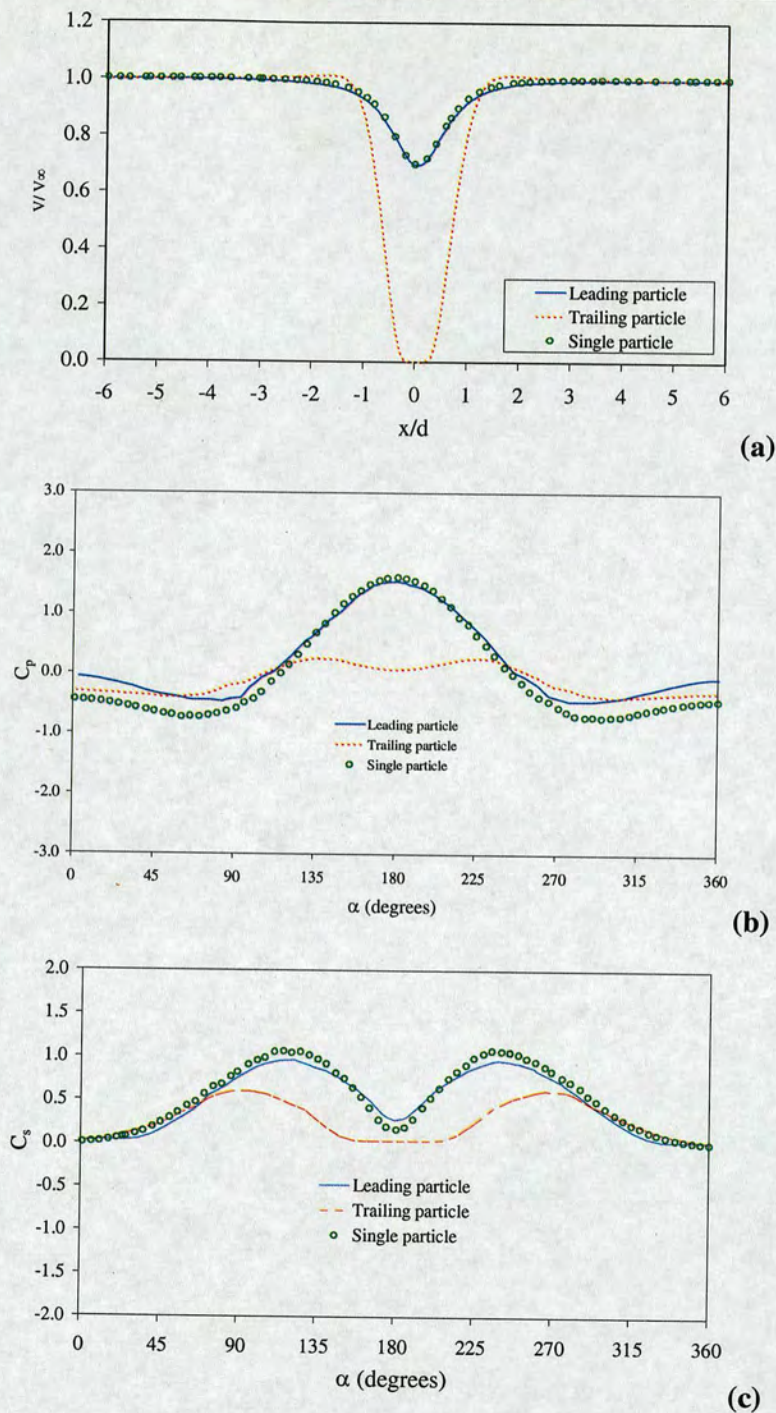 1.2
1.0
0.8
0.6
0.4
0.2
0.0
v/ v∞
Leading particle
Trailing particle
Single particle
-6 -5 -4 -3 -2 -1 0 1 2 3 4 5 6
x/d
(a)
3.0
2.0
1.0
0.0
-1.0
-2.0
-3.0
Cp
Leading particle
Trailing particle
Single particle
0 45 90 135 180 225 270 315 360
α (degrees)
(b)
2.0
1.5
1.0
0.5
0.0
-0.5
-1.0
-1.5
-2.0
Cs
Leading particle
Trailing particle
Single particle
0 45 90 135 180 225 270 315 360
α (degrees)
(c)